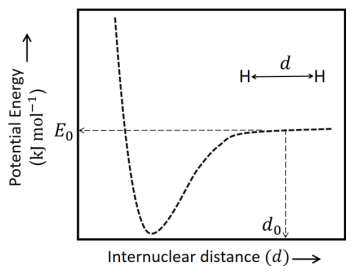 Potential Energy ⟶
(kJ mol⁻¹)
d
H H
E₀
d₀
Internuclear distance (d) ⟶